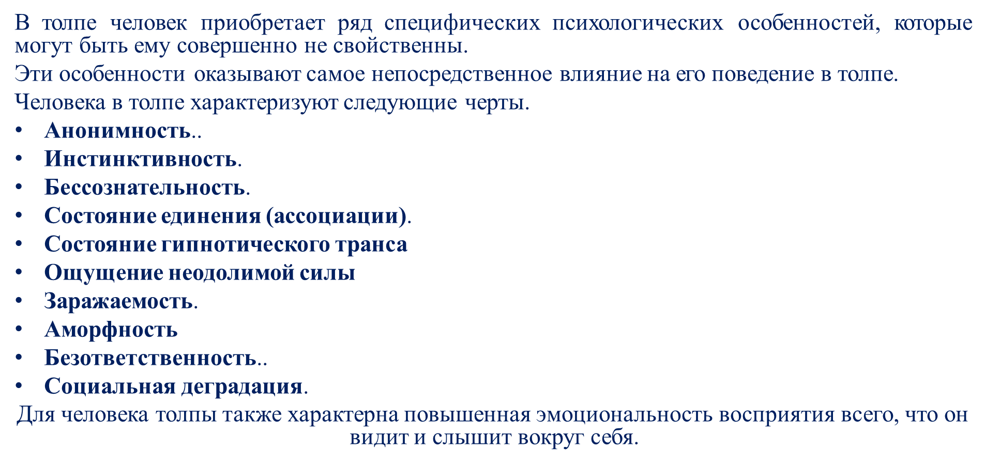 В толпе человек приобретает ряд специфических психологических особенностей, которые
могут быть ему совершенно не свойственны.
Эти особенности оказывают самое непосредственное влияние на его поведение в толпе.
Человека в толпе характеризуют следующие черты.
• Анонимность..
• Инстинктивность.
• Бессознательность.
• Состояние единения (ассоциации).
• Состояние гипнотического транса
• Ощущение неодолимой силы
• Заражаемость.
• Аморфность
• Безответственность..
• Социальная деградация.
Для человека толпы также характерна повышенная эмоциональность восприятия всего, что он
видит и слышит вокруг себя.